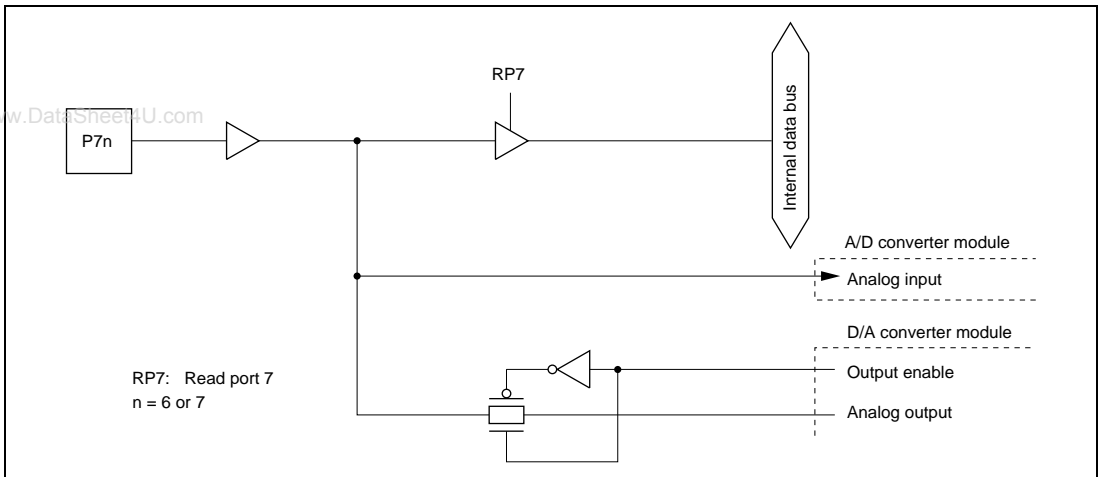 RP7
w.DataSheet4U.com
P7n
Internal data bus
A/D converter module
Analog input
D/A converter module
Output enable
Analog output
RP7: Read port 7
n = 6 or 7